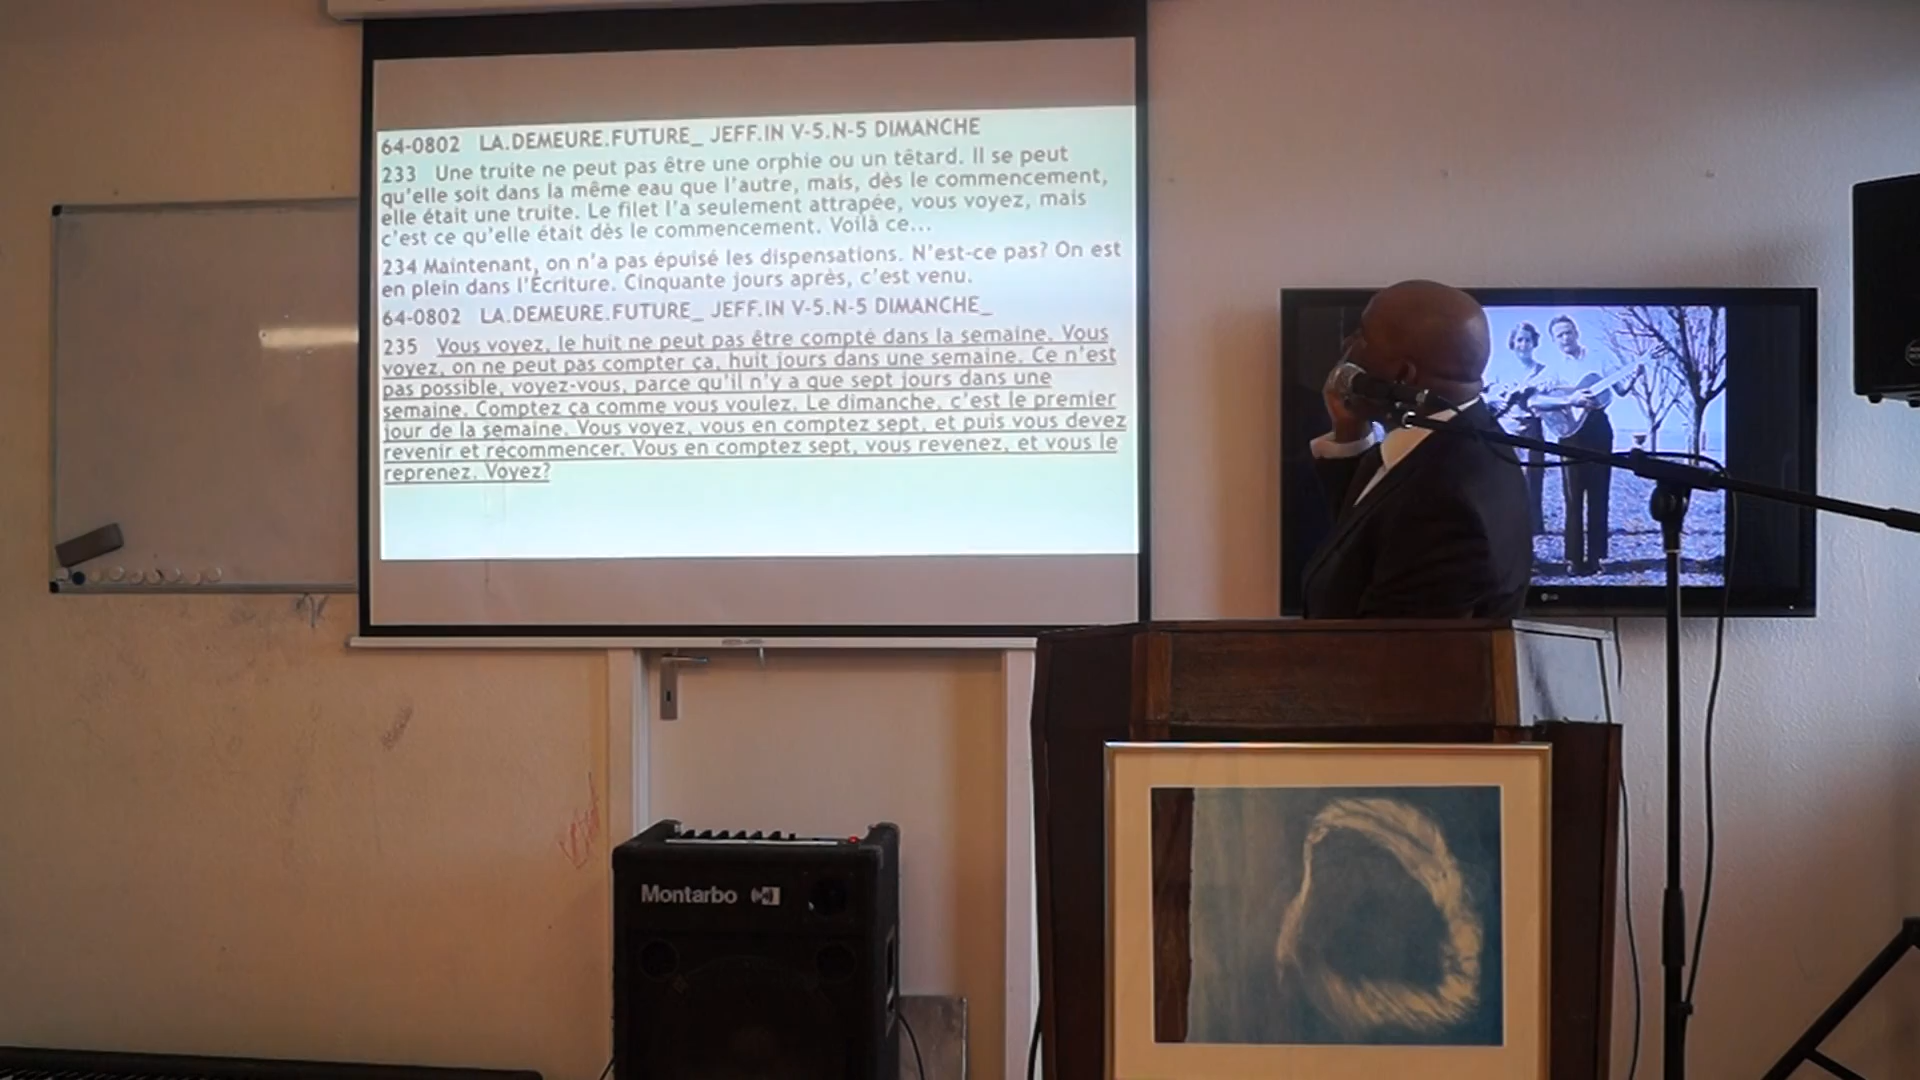 64-0802 LA.DEMEURE.FUTURE_ JEFF.IN V-5.N-5 DIMANCHE
233 Une truite ne peut pas être une orphie ou un têtard. Il se peut
qu'elle soit dans la même eau que l'autre, mais, dès le commencement,
elle était une truite. Le filet l'a seulement attrapée, vous voyez, mais
c'est ce qu'elle était dès le commencement. Voilà ce...
234 Maintenant, on n'a pas épuisé les dispensations. N'est-ce pas? On est
en plein dans l'Écriture. Cinquante jours après, c'est venu.
64-0802 LA.DEMEURE.FUTURE_ JEFF.IN V-5.N-5 DIMANCHE_
235 Vous voyez, le huit ne peut pas être compté dans la semaine. Vous
voyez, on ne peut pas compter ça, huit jours dans une semaine. Ce n'est
pas possible, voyez-vous, parce qu'il n'y a que sept jours dans une
semaine. Comptez ça comme vous voulez. Le dimanche, c'est le premier
jour de la semaine. Vous voyez, vous en comptez sept, et puis vous devez
revenir et recommencer. Vous en comptez sept, vous revenez, et vous le
reprenez. Voyez?
LG
Montarbo